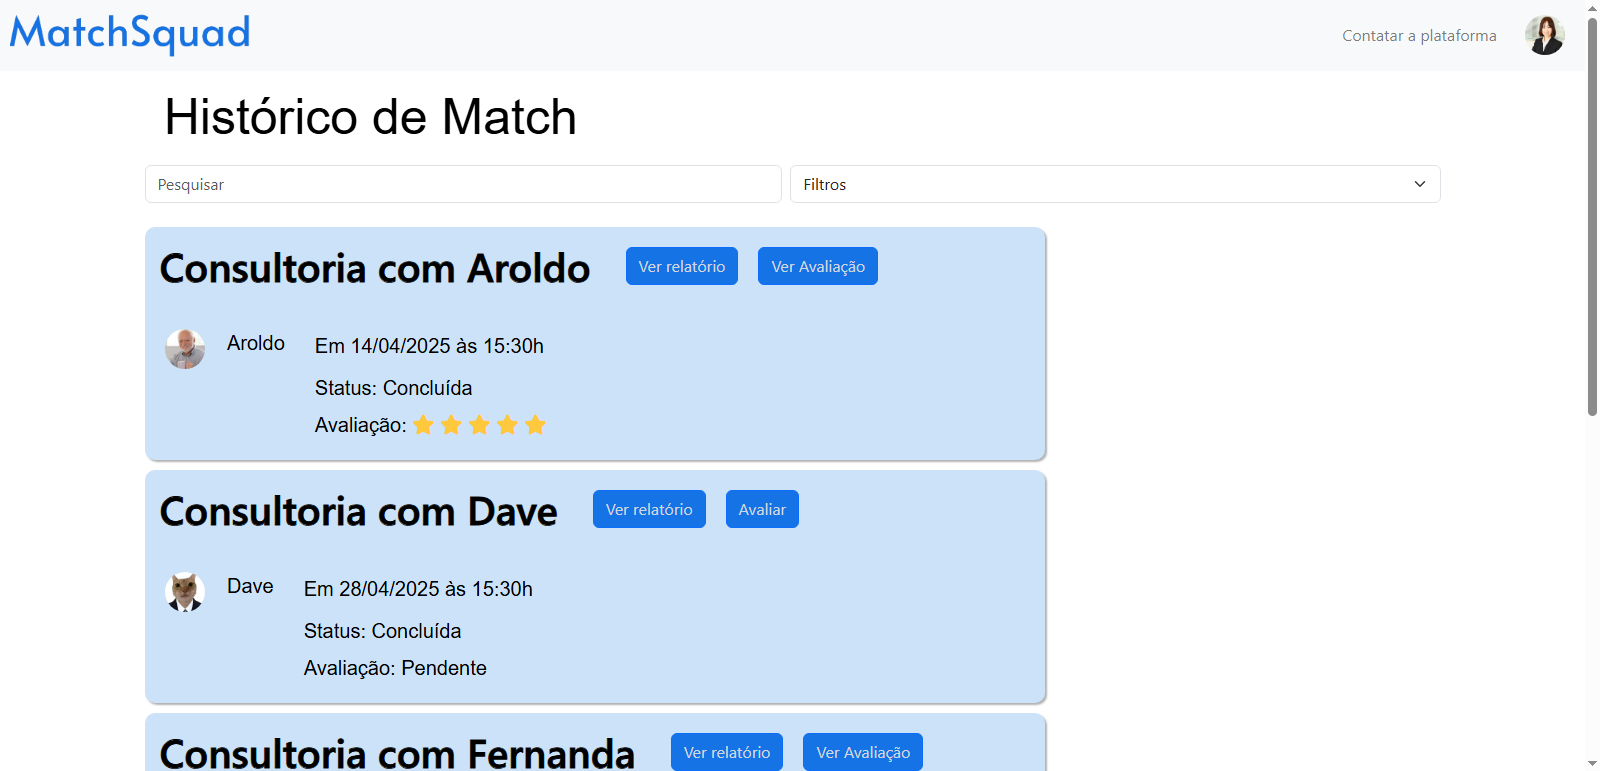 MatchSquad
Contatar a plataforma
Histórico de Match
Pesquisar
Filtros
Consultoria com Aroldo
Ver relatório
Ver Avaliação
Aroldo
Em 14/04/2025 às 15:30h
Status: Concluída
Avaliação:
Consultoria com Dave
Ver relatório
Avaliar
Dave
Em 28/04/2025 às 15:30h
Status: Concluída
Avaliação: Pendente
Consultoria com Fernanda
Ver relatório
Ver Avaliação